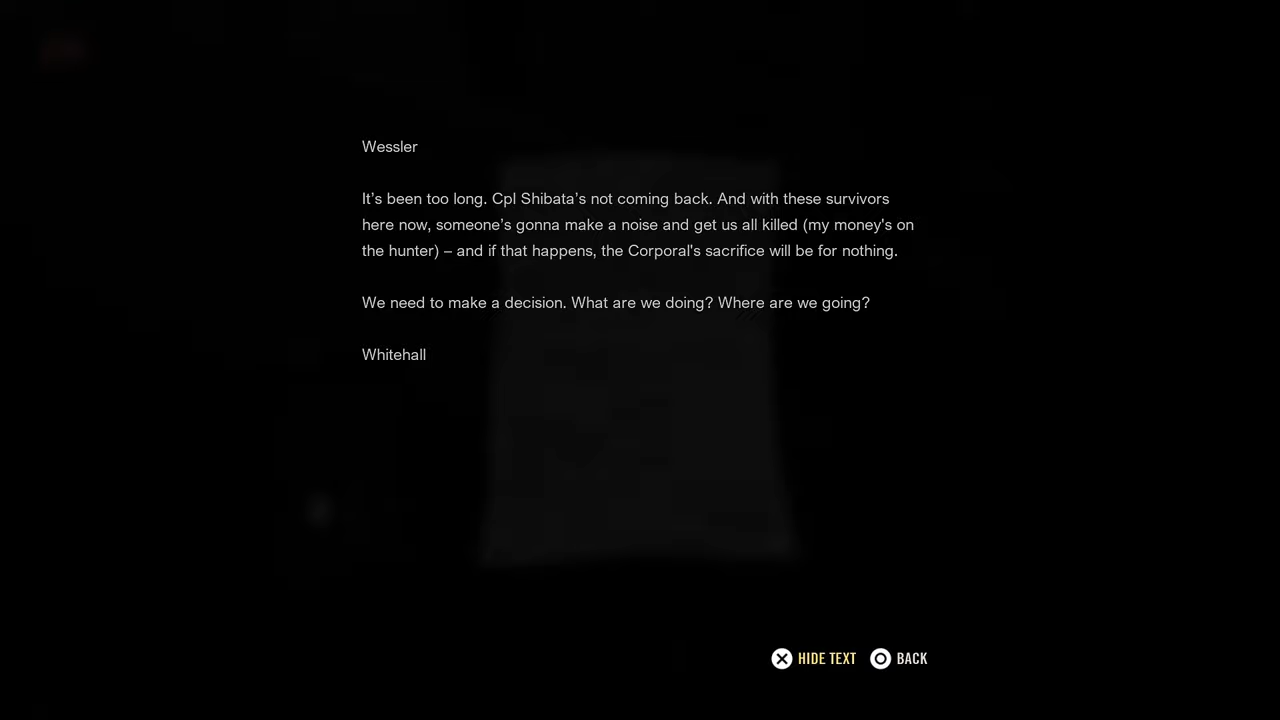 Wessler
It’s been too long. Cpl Shibata’s not coming back. And with these survivors
here now, someone’s gonna make a noise and get us all killed (my money's on
the hunter) – and if that happens, the Corporal's sacrifice will be for nothing.
We need to make a decision. What are we doing? Where are we going?
Whitehall
HIDE TEXT BACK